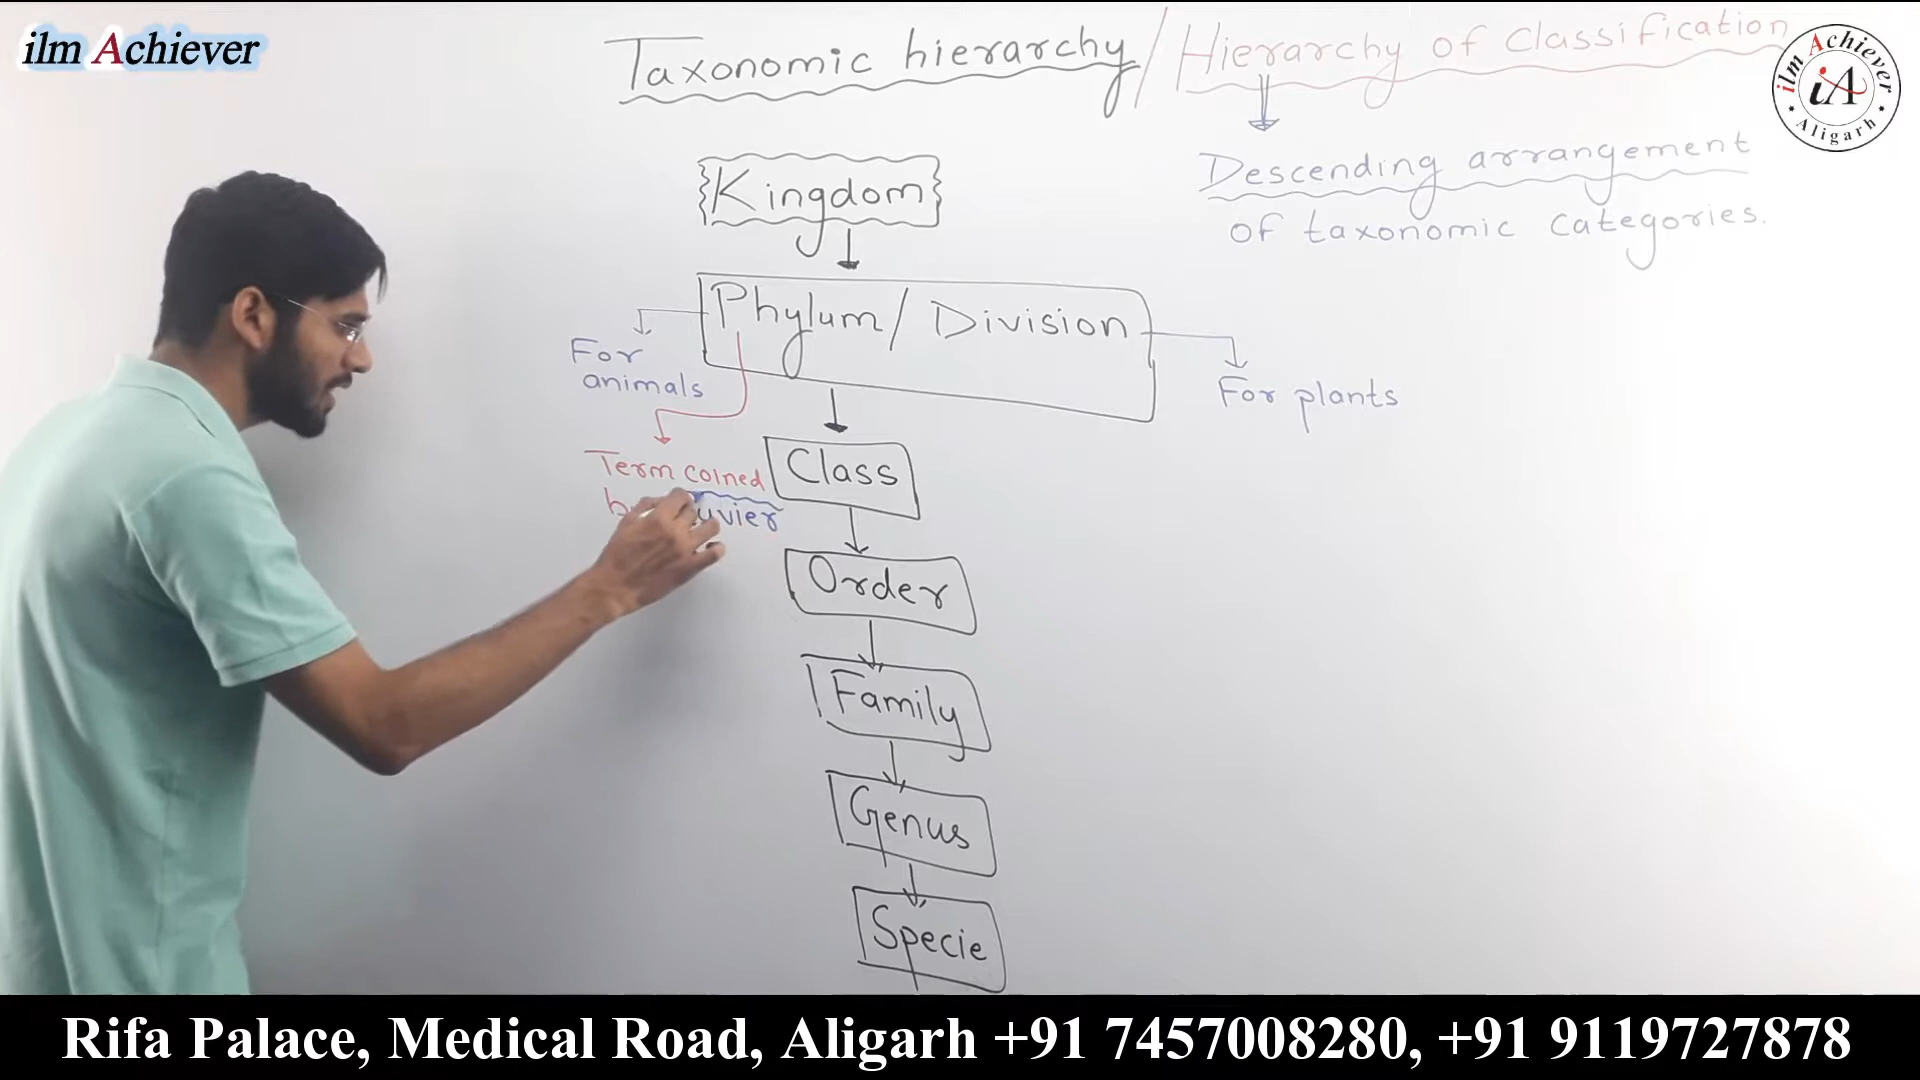 ilm Achiever
Taxonomic hierarchy / Hierarchy of Classification
ilm Achiever
iA
Aligarh
Descending arrangement
of taxonomic categories.
Kingdom
Phylum / Division
For
animals
For plants
Term coined
Class
Order
Family
Genus
Specie
Rifa Palace, Medical Road, Aligarh +91 7457008280, +91 9119727878